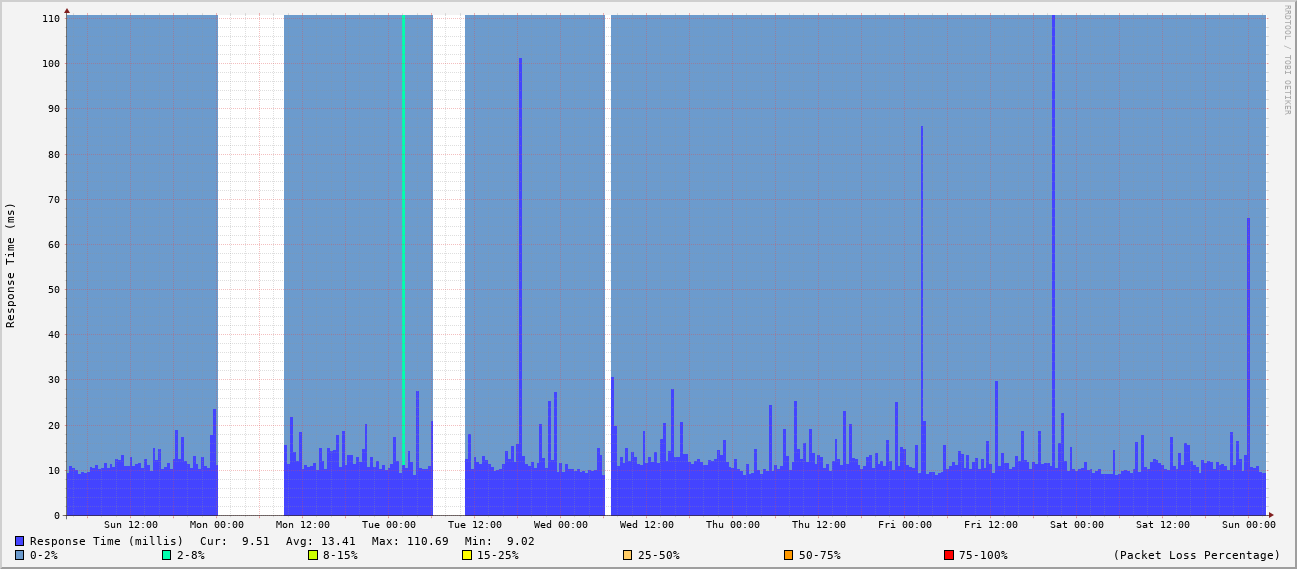 RRDTOOL / TOBI OETIKER
Response Time (ms)
110
100
90
80
70
60
50
40
30
20
10
0
Sun 12:00 Mon 00:00 Mon 12:00 Tue 00:00 Tue 12:00 Wed 00:00 Wed 12:00 Thu 00:00 Thu 12:00 Fri 00:00 Fri 12:00 Sat 00:00 Sat 12:00 Sun 00:00
Response Time (millis) Cur: 9.51 Avg: 13.41 Max: 110.69 Min: 9.02
0-2% 2-8% 8-15% 15-25% 25-50% 50-75% 75-100% (Packet Loss Percentage)